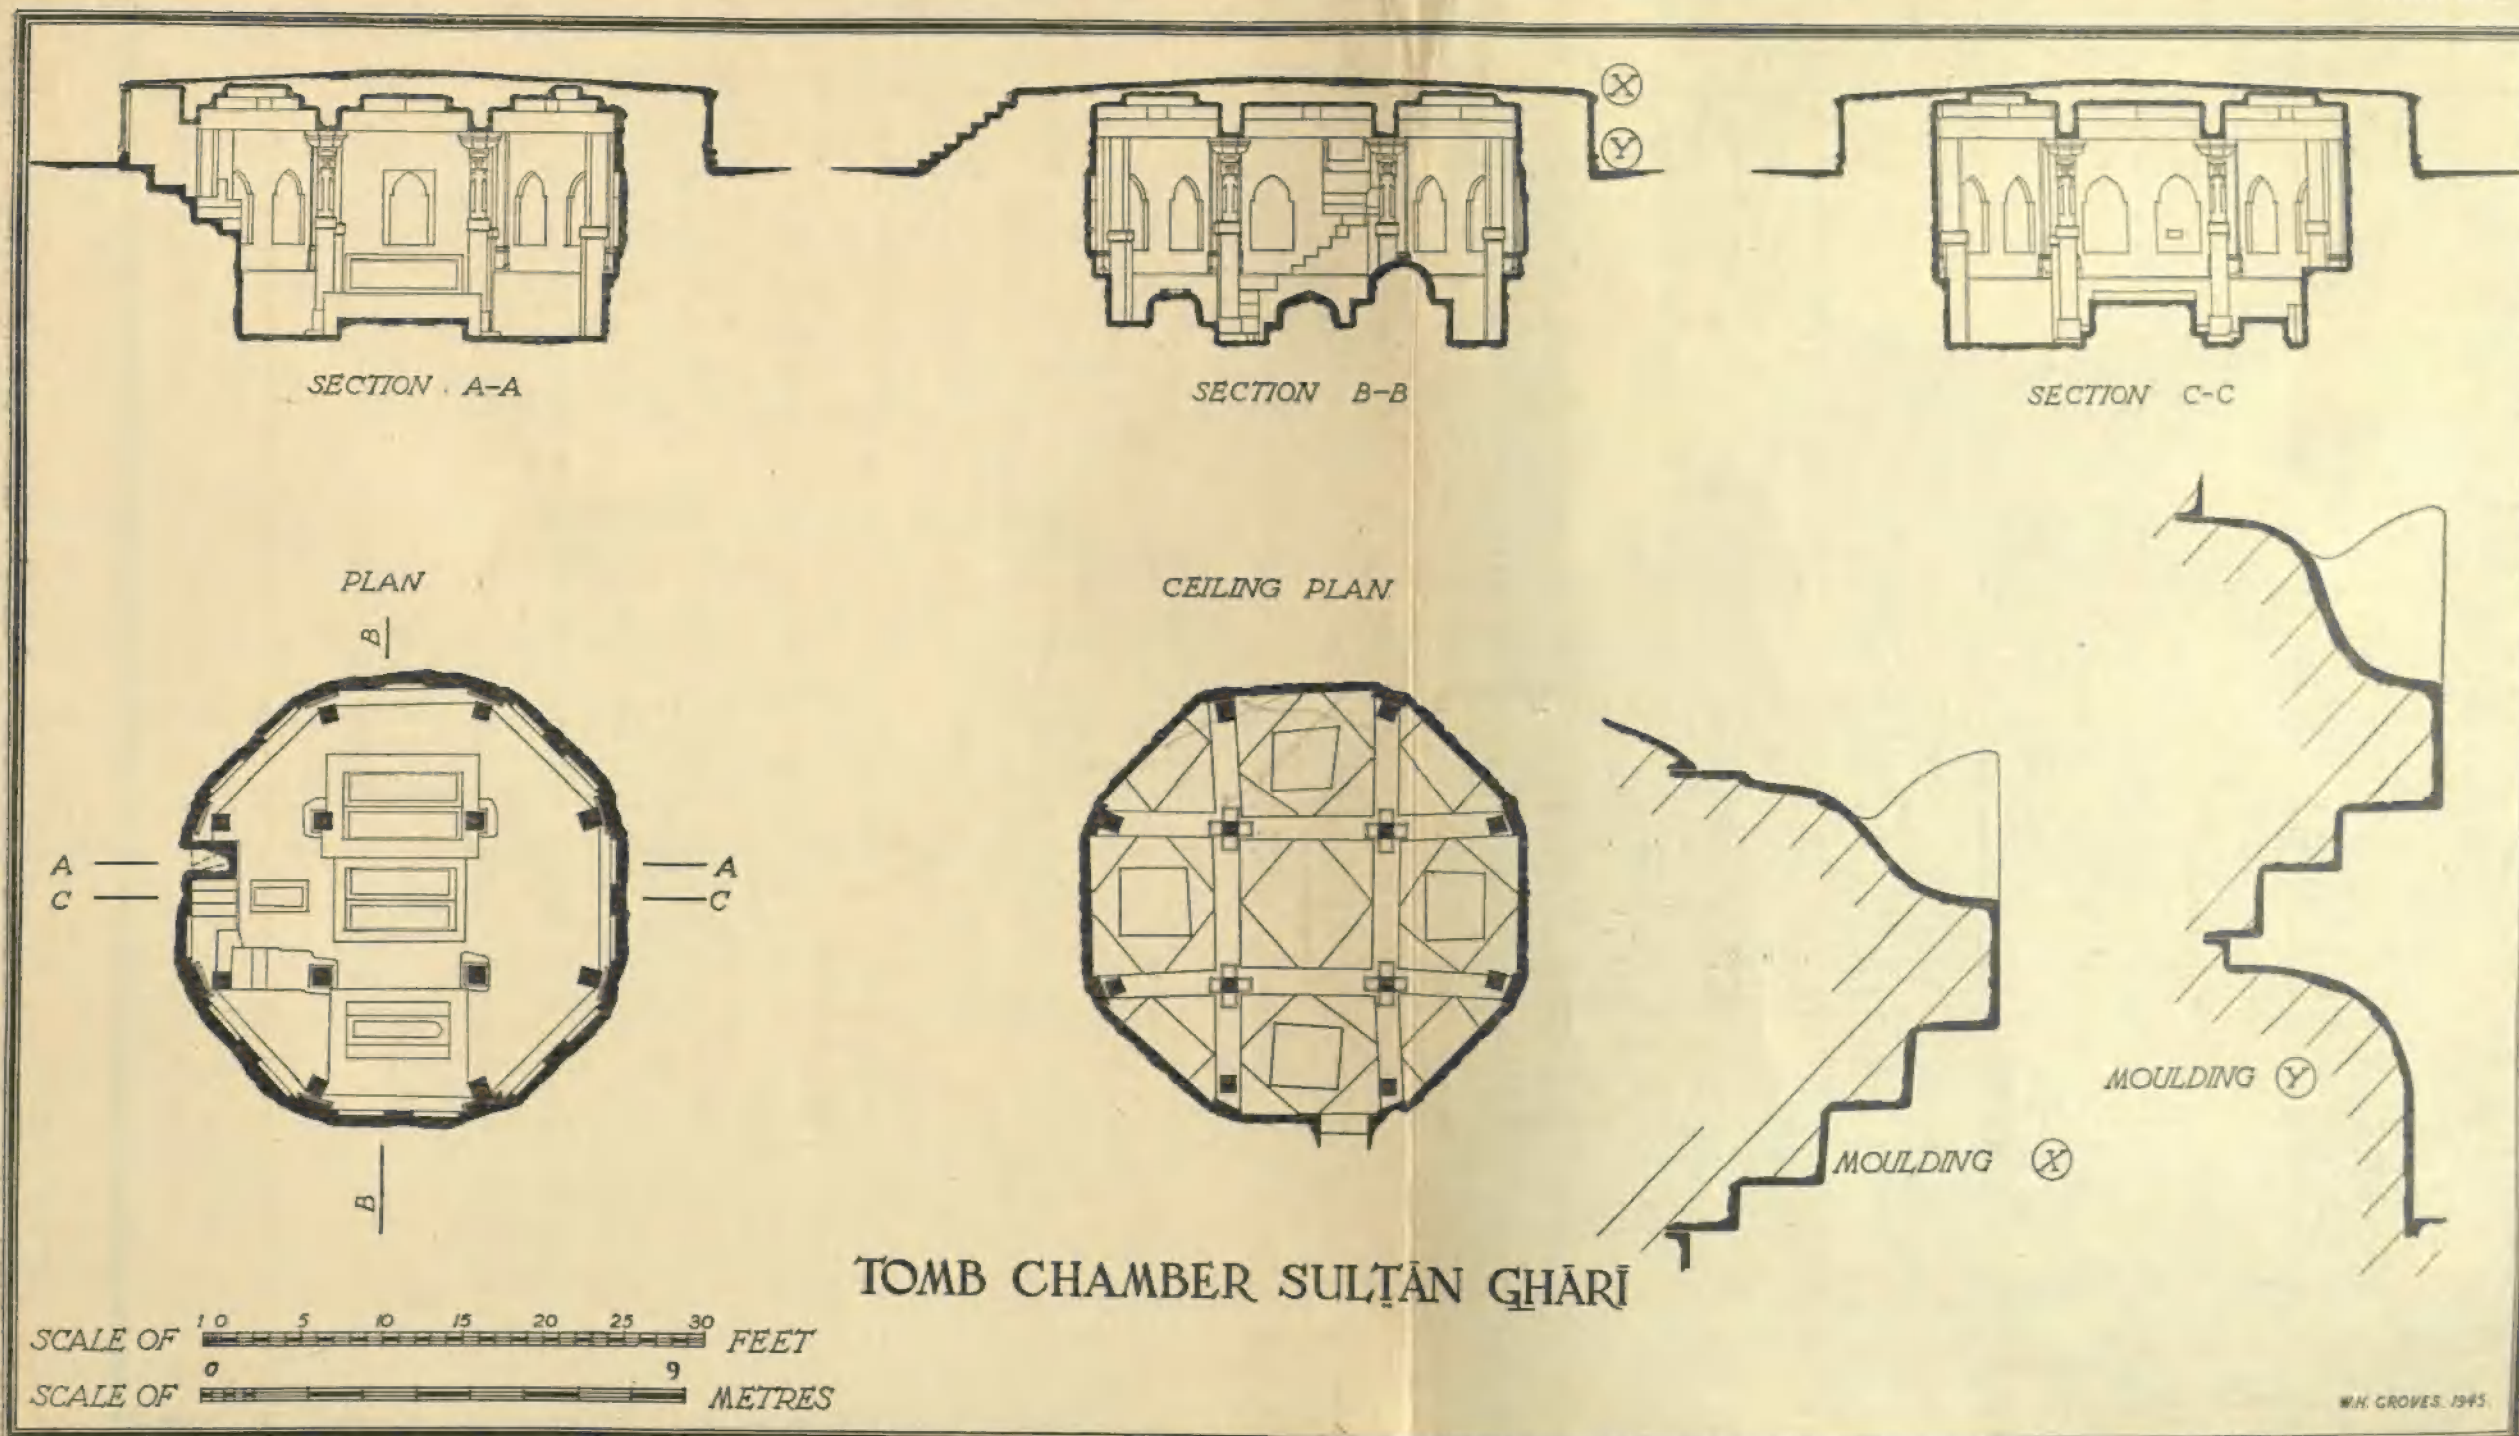 X
Y
SECTION . A-A
SECTION B-B
SECTION C-C
PLAN
CEILING PLAN
B
A A
C C
B
MOULDING Y
MOULDING X
TOMB CHAMBER SULṬĀN G͟HĀRĪ
SCALE OF 1 0 5 10 15 20 25 30 FEET
SCALE OF 0 9 METRES
W.H. GROVES. 1945.